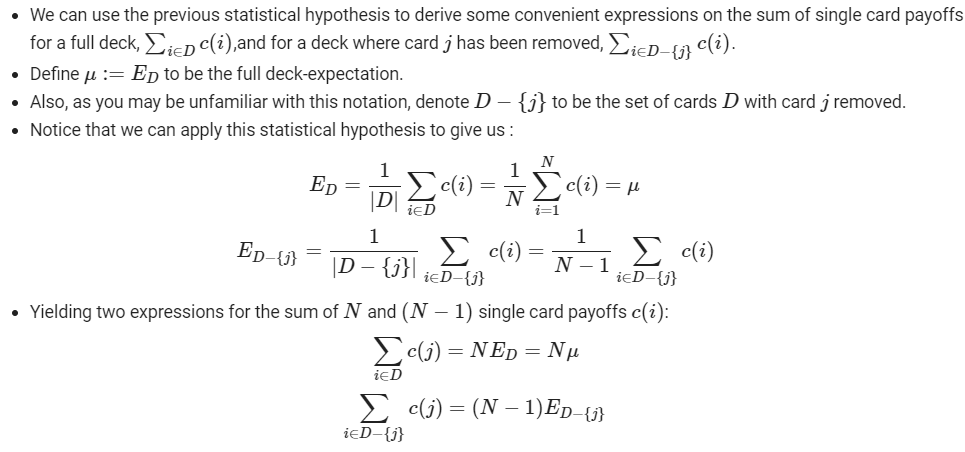 • We can use the previous statistical hypothesis to derive some convenient expressions on the sum of single card payoffs
for a full deck, $\sum_{i \in D} c(i)$,and for a deck where card $j$ has been removed, $\sum_{i \in D-\{j\}} c(i)$.
• Define $\mu := E_D$ to be the full deck-expectation.
• Also, as you may be unfamiliar with this notation, denote $D - \{j\}$ to be the set of cards $D$ with card $j$ removed.
• Notice that we can apply this statistical hypothesis to give us :
$E_D = \frac{1}{|D|} \sum_{i \in D} c(i) = \frac{1}{N} \sum_{i=1}^{N} c(i) = \mu$
$E_{D-\{j\}} = \frac{1}{|D - \{j\}|} \sum_{i \in D-\{j\}} c(i) = \frac{1}{N-1} \sum_{i \in D-\{j\}} c(i)$
• Yielding two expressions for the sum of $N$ and $(N - 1)$ single card payoffs $c(i)$:
$\sum_{i \in D} c(j) = N E_D = N\mu$
$\sum_{i \in D-\{j\}} c(j) = (N - 1) E_{D-\{j\}}$